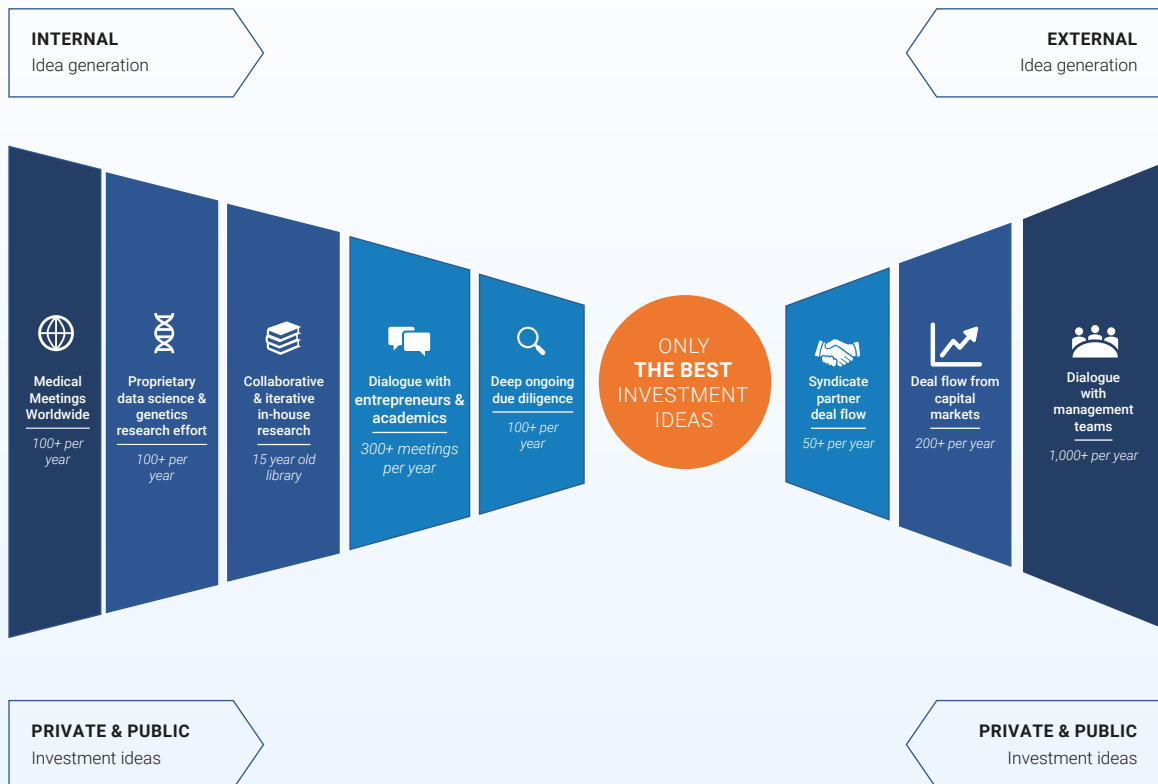 INTERNAL
Idea generation
EXTERNAL
Idea generation
Medical
Meetings
Worldwide
100+ per
year
Proprietary
data science &
genetics
research effort
100+ per
year
Collaborative
& iterative
in-house
research
15 year old
library
Dialogue with
entrepreneurs &
academics
300+ meetings
per year
Deep ongoing
due diligence
100+ per
year
ONLY
THE BEST
INVESTMENT
IDEAS
Syndicate
partner
deal flow
50+ per year
Deal flow from
capital
markets
200+ per year
Dialogue
with
management
teams
1,000+ per year
PRIVATE & PUBLIC
Investment ideas
PRIVATE & PUBLIC
Investment ideas